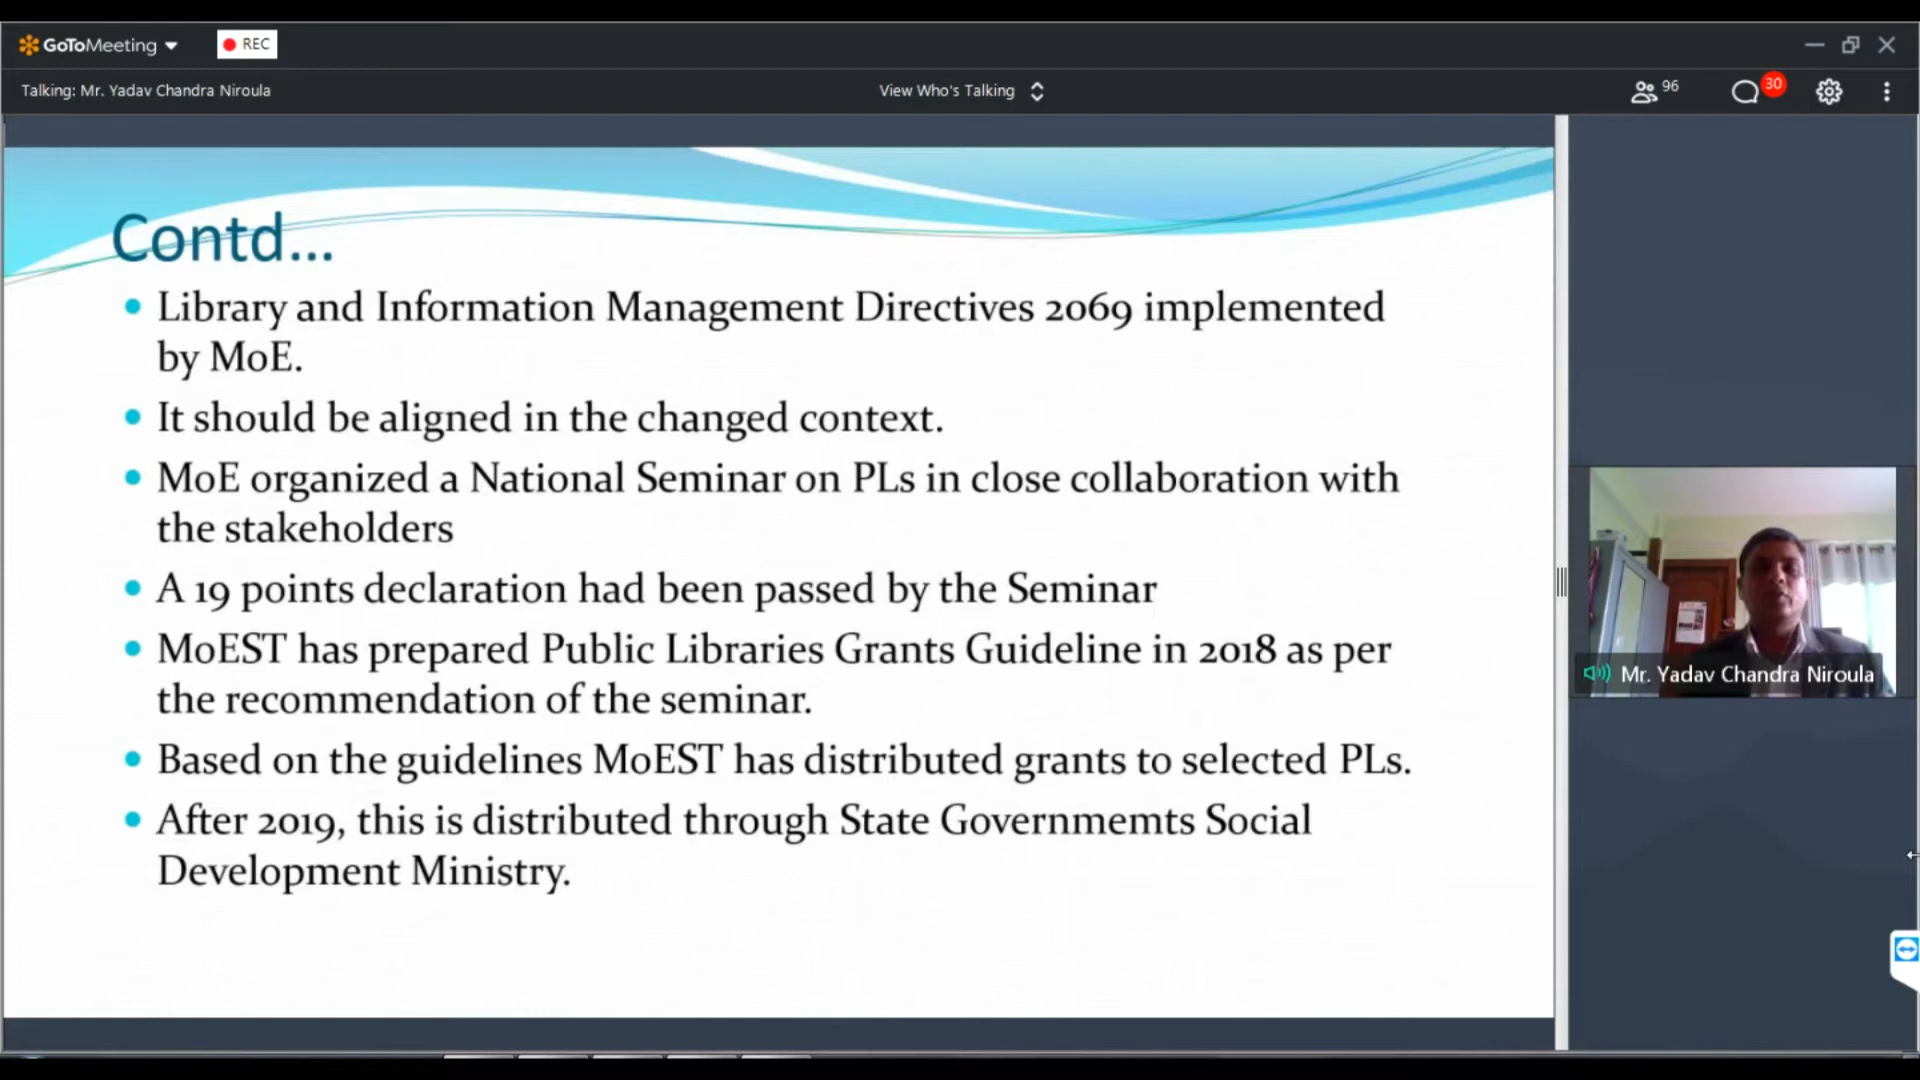 GoToMeeting
REC
Talking: Mr. Yadav Chandra Niroula
View Who's Talking
96
30
Contd...
Library and Information Management Directives 2069 implemented
by MoE.
It should be aligned in the changed context.
MoE organized a National Seminar on PLs in close collaboration with
the stakeholders
A 19 points declaration had been passed by the Seminar
MoEST has prepared Public Libraries Grants Guideline in 2018 as per
the recommendation of the seminar.
Based on the guidelines MoEST has distributed grants to selected PLs.
After 2019, this is distributed through State Governmemts Social
Development Ministry.
Mr. Yadav Chandra Niroula